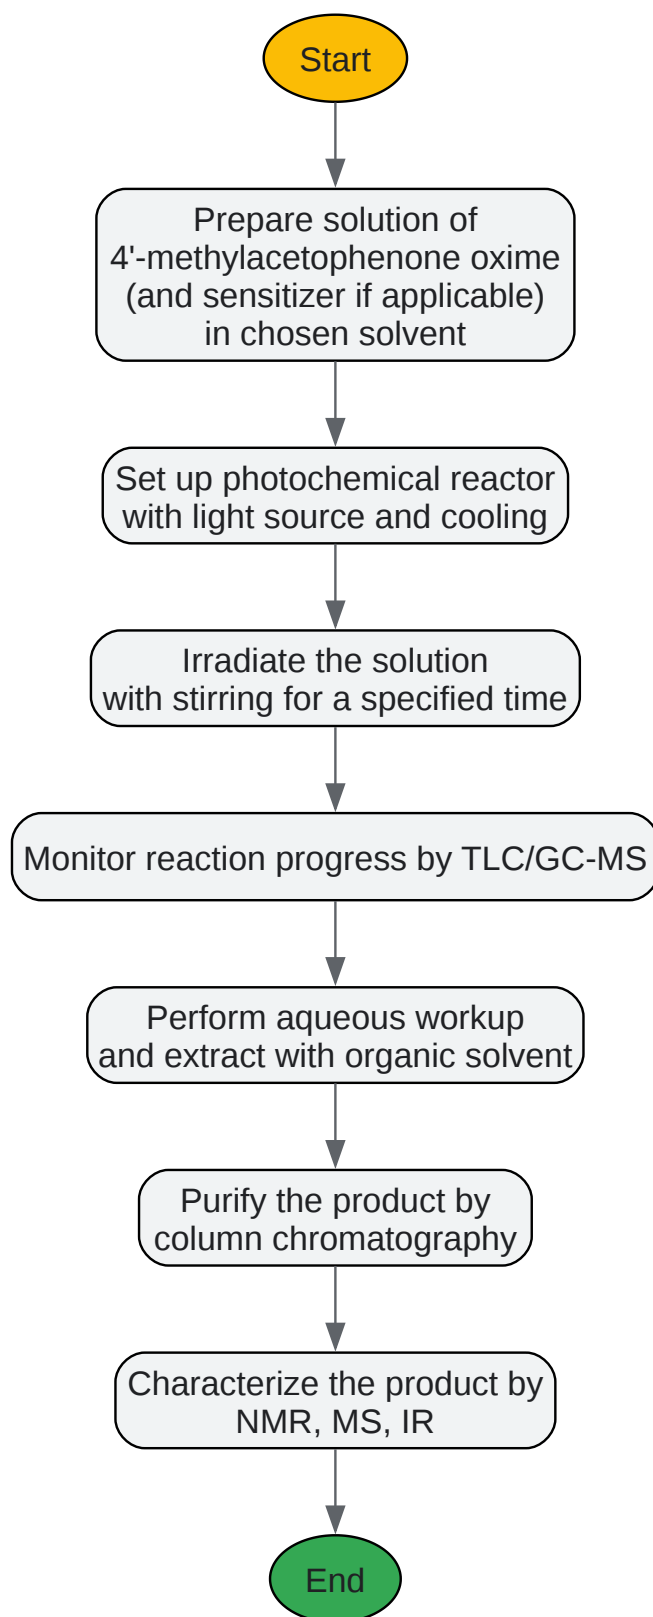 Start
Prepare solution of
4'-methylacetophenone oxime
(and sensitizer if applicable)
in chosen solvent
Set up photochemical reactor
with light source and cooling
Irradiate the solution
with stirring for a specified time
Monitor reaction progress by TLC/GC-MS
Perform aqueous workup
and extract with organic solvent
Purify the product by
column chromatography
Characterize the product by
NMR, MS, IR
End